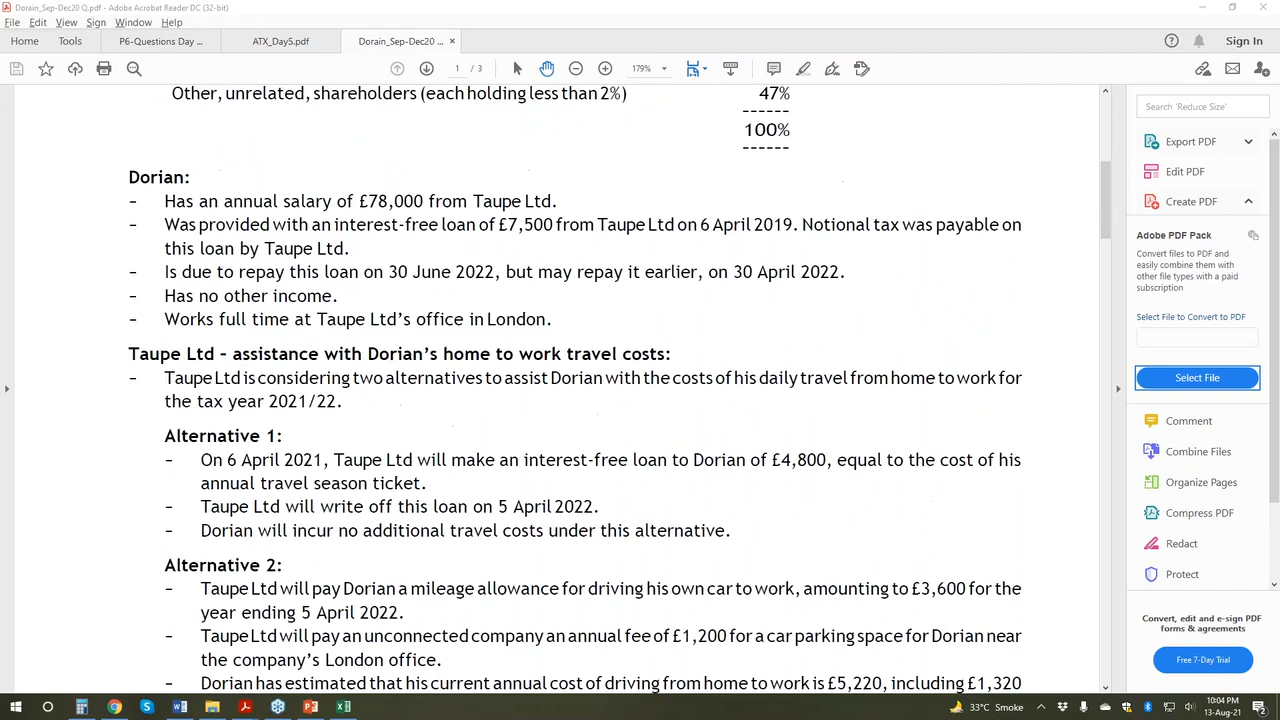 Dorain_Sep-Dec20 Q.pdf - Adobe Acrobat Reader DC (32-bit)
File Edit View Sign Window Help
Home Tools P6-Questions Day ... ATX_Day5.pdf Dorain_Sep-Dec20 ... × Sign In
1 / 3 179%
Other, unrelated, shareholders (each holding less than 2%) 47%
------
100%
------
Dorian:
- Has an annual salary of £78,000 from Taupe Ltd.
- Was provided with an interest-free loan of £7,500 from Taupe Ltd on 6 April 2019. Notional tax was payable on
this loan by Taupe Ltd.
- Is due to repay this loan on 30 June 2022, but may repay it earlier, on 30 April 2022.
- Has no other income.
- Works full time at Taupe Ltd's office in London.
Taupe Ltd – assistance with Dorian's home to work travel costs:
- Taupe Ltd is considering two alternatives to assist Dorian with the costs of his daily travel from home to work for
the tax year 2021/22.
Alternative 1:
- On 6 April 2021, Taupe Ltd will make an interest-free loan to Dorian of £4,800, equal to the cost of his
annual travel season ticket.
- Taupe Ltd will write off this loan on 5 April 2022.
- Dorian will incur no additional travel costs under this alternative.
Alternative 2:
- Taupe Ltd will pay Dorian a mileage allowance for driving his own car to work, amounting to £3,600 for the
year ending 5 April 2022.
- Taupe Ltd will pay an unconnected company an annual fee of £1,200 for a car parking space for Dorian near
the company's London office.
- Dorian has estimated that his current annual cost of driving from home to work is £5,220, including £1,320
Search 'Reduce Size'
Export PDF
Edit PDF
Create PDF
Adobe PDF Pack
Convert files to PDF and
easily combine them with
other file types with a paid
subscription
Select File to Convert to PDF
Select File
Comment
Combine Files
Organize Pages
Compress PDF
Redact
Protect
Convert, edit and e-sign PDF
forms & agreements
Free 7-Day Trial
33°C Smoke
10:04 PM
13-Aug-21
2